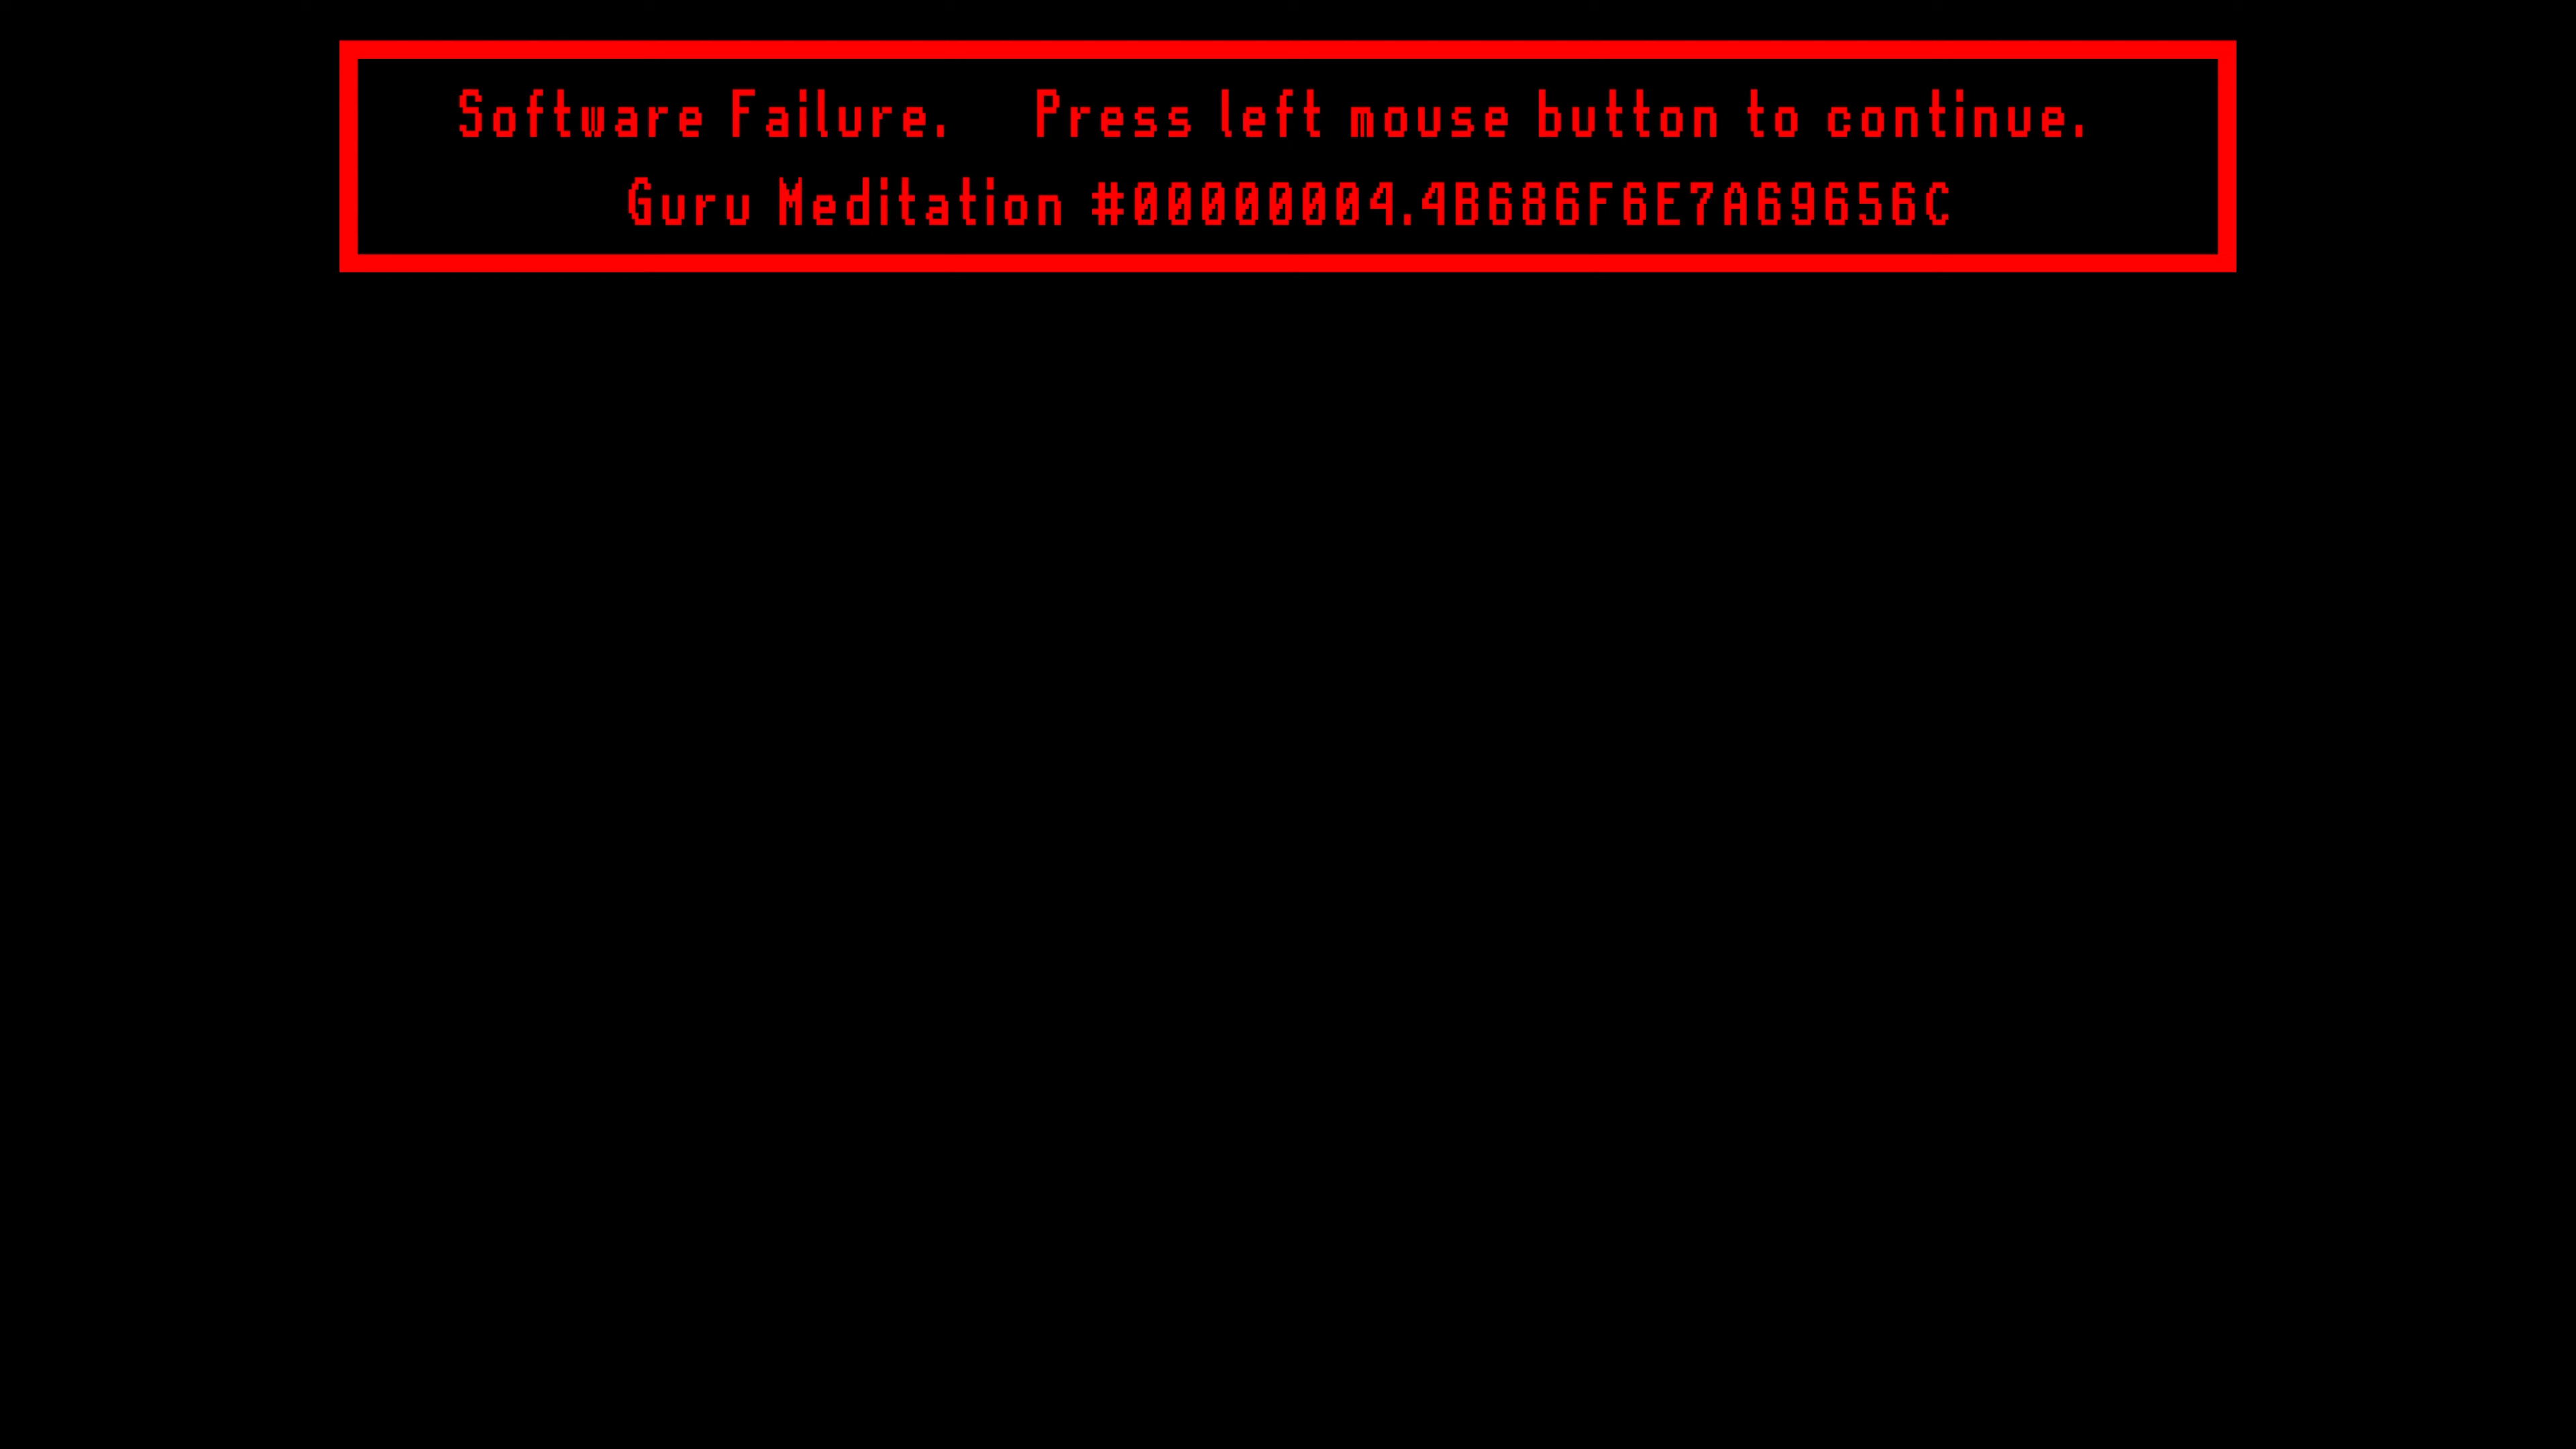 Software Failure.   Press left mouse button to continue.
Guru Meditation #00000004.4B686F6E7A69656C